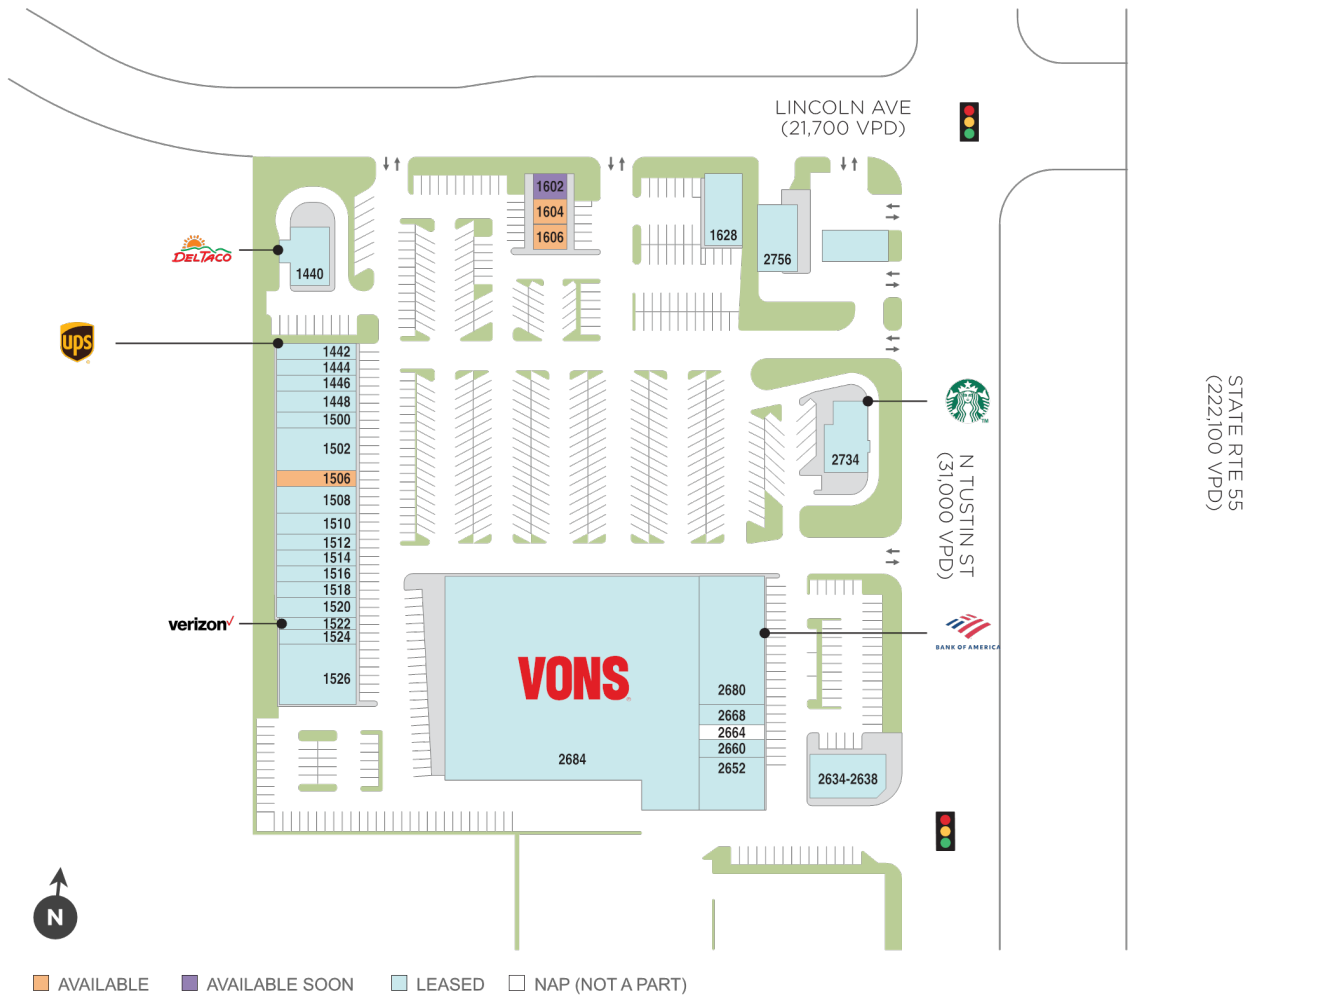 LINCOLN AVE
(21,700 VPD)
1602
1604
1606
1628
2756
DEL TACO
1440
ups
1442
1444
1446
1448
1500
1502
1506
1508
1510
1512
1514
1516
1518
1520
1522
1524
1526
verizon
2734
N TUSTIN ST
(31,000 VPD)
STATE RTE 55
(222,100 VPD)
BANK OF AMERICA
VONS
2680
2668
2664
2660
2652
2684
2634-2638
N
AVAILABLE
AVAILABLE SOON
LEASED
NAP (NOT A PART)